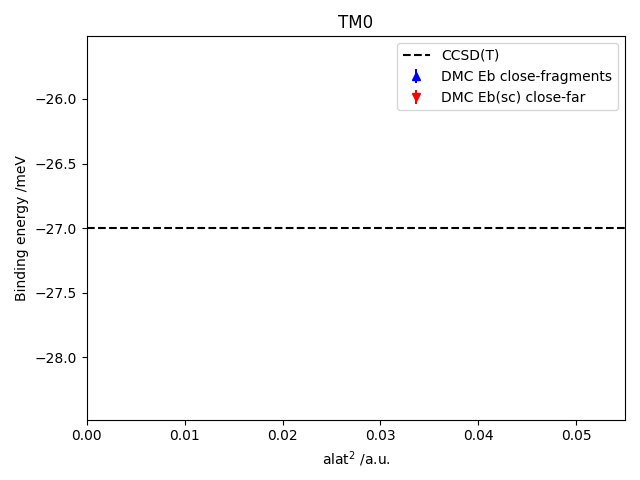 TM0
CCSD(T)
DMC Eb close-fragments
DMC Eb(sc) close-far
Binding energy /meV
−26.0
−26.5
−27.0
−27.5
−28.0
0.00 0.01 0.02 0.03 0.04 0.05
alat² /a.u.